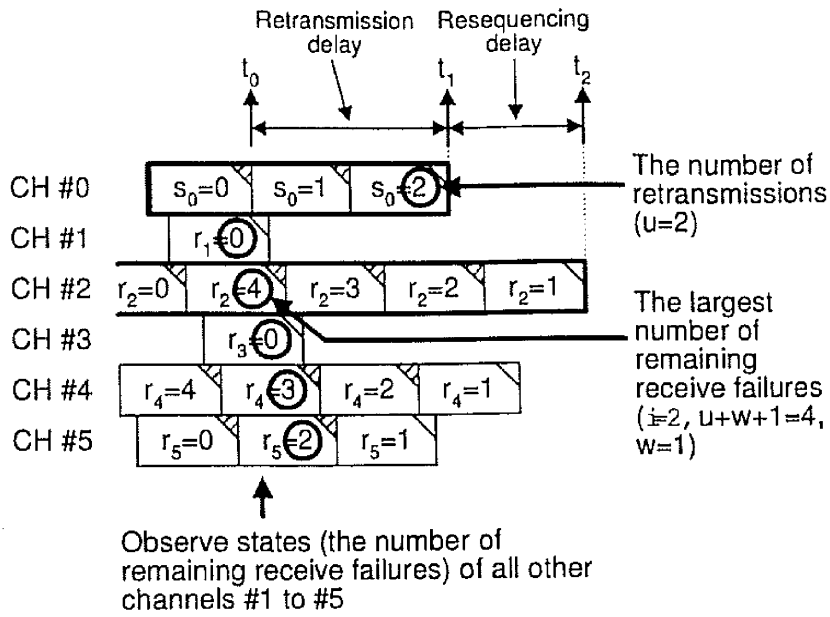 Retransmission delay
Resequencing delay
t0 t1 t2
CH #0 s0=0 s0=1 s0=2
The number of
retransmissions
(u=2)
CH #1 r1=0
CH #2 r2=0 r2=4 r2=3 r2=2 r2=1
The largest
number of
remaining
receive failures
(i=2, u+w+1=4,
w=1)
CH #3 r3=0
CH #4 r4=4 r4=3 r4=2 r4=1
CH #5 r5=0 r5=2 r5=1
Observe states (the number of
remaining receive failures) of all other
channels #1 to #5